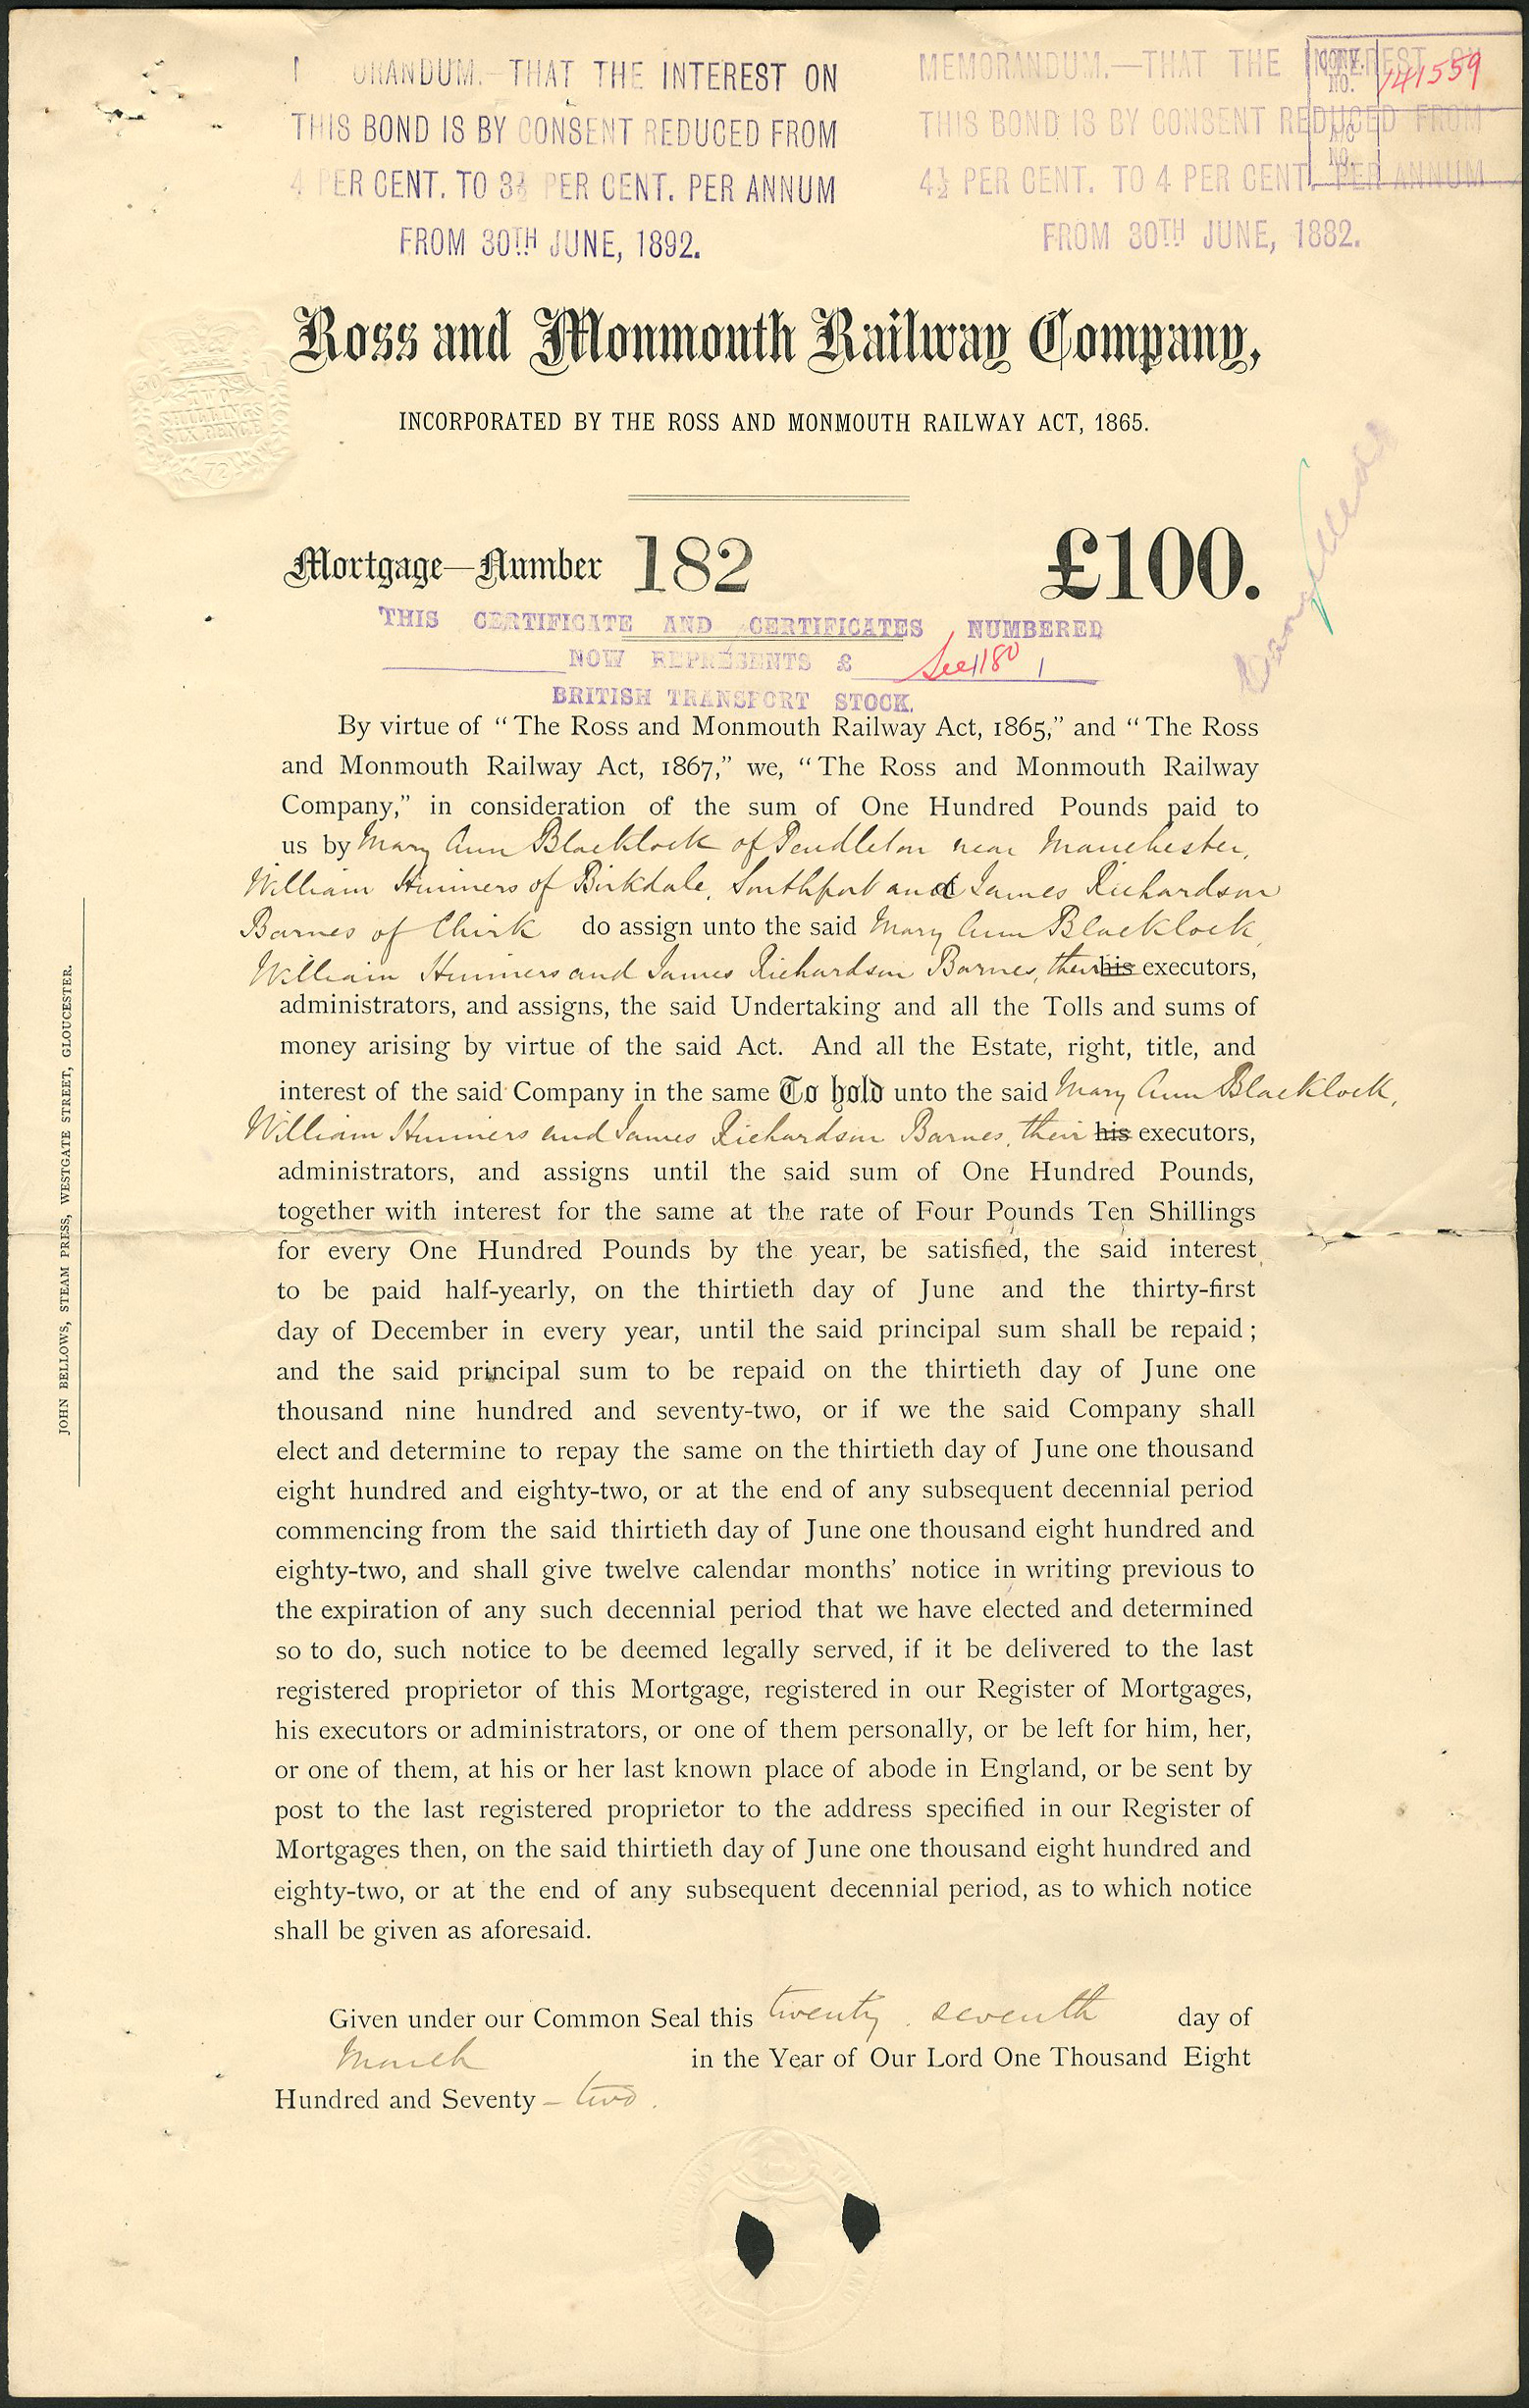 ORANDUM.—THAT THE INTEREST ON
THIS BOND IS BY CONSENT REDUCED FROM
4 PER CENT. TO 3½ PER CENT. PER ANNUM
FROM 30TH JUNE, 1892.
MEMORANDUM.—THAT THE INTEREST ON
THIS BOND IS BY CONSENT REDUCED FROM
4½ PER CENT. TO 4 PER CENT. PER ANNUM
FROM 30TH JUNE, 1882.
NO. 141559
NO.
TWO
SHILLINGS
SIX PENCE
72
Ross and Monmouth Railway Company,
INCORPORATED BY THE ROSS AND MONMOUTH RAILWAY ACT, 1865.
Mortgage—Number 182 £100.
Cancelled
THIS CERTIFICATE AND CERTIFICATES NUMBERED
NOW REPRESENTS £ See 1180
BRITISH TRANSPORT STOCK.
By virtue of “The Ross and Monmouth Railway Act, 1865,” and “The Ross
and Monmouth Railway Act, 1867,” we, “The Ross and Monmouth Railway
Company,” in consideration of the sum of One Hundred Pounds paid to
us by Mary Ann Blacklock of Pendleton near Manchester,
William Himmers of Birkdale, Southport and James Richardson
Barnes of Chirk do assign unto the said Mary Ann Blacklock,
William Himmers and James Richardson Barnes, their his executors,
administrators, and assigns, the said Undertaking and all the Tolls and sums of
money arising by virtue of the said Act. And all the Estate, right, title, and
interest of the said Company in the same To hold unto the said Mary Ann Blacklock,
William Himmers and James Richardson Barnes, their his executors,
administrators, and assigns until the said sum of One Hundred Pounds,
together with interest for the same at the rate of Four Pounds Ten Shillings
for every One Hundred Pounds by the year, be satisfied, the said interest
to be paid half-yearly, on the thirtieth day of June and the thirty-first
day of December in every year, until the said principal sum shall be repaid;
and the said principal sum to be repaid on the thirtieth day of June one
thousand nine hundred and seventy-two, or if we the said Company shall
elect and determine to repay the same on the thirtieth day of June one thousand
eight hundred and eighty-two, or at the end of any subsequent decennial period
commencing from the said thirtieth day of June one thousand eight hundred and
eighty-two, and shall give twelve calendar months’ notice in writing previous to
the expiration of any such decennial period that we have elected and determined
so to do, such notice to be deemed legally served, if it be delivered to the last
registered proprietor of this Mortgage, registered in our Register of Mortgages,
his executors or administrators, or one of them personally, or be left for him, her,
or one of them, at his or her last known place of abode in England, or be sent by
post to the last registered proprietor to the address specified in our Register of
Mortgages then, on the said thirtieth day of June one thousand eight hundred and
eighty-two, or at the end of any subsequent decennial period, as to which notice
shall be given as aforesaid.
Given under our Common Seal this twenty seventh day of
March in the Year of Our Lord One Thousand Eight
Hundred and Seventy – two.
JOHN BELLOWS, STEAM PRESS, WESTGATE STREET, GLOUCESTER.